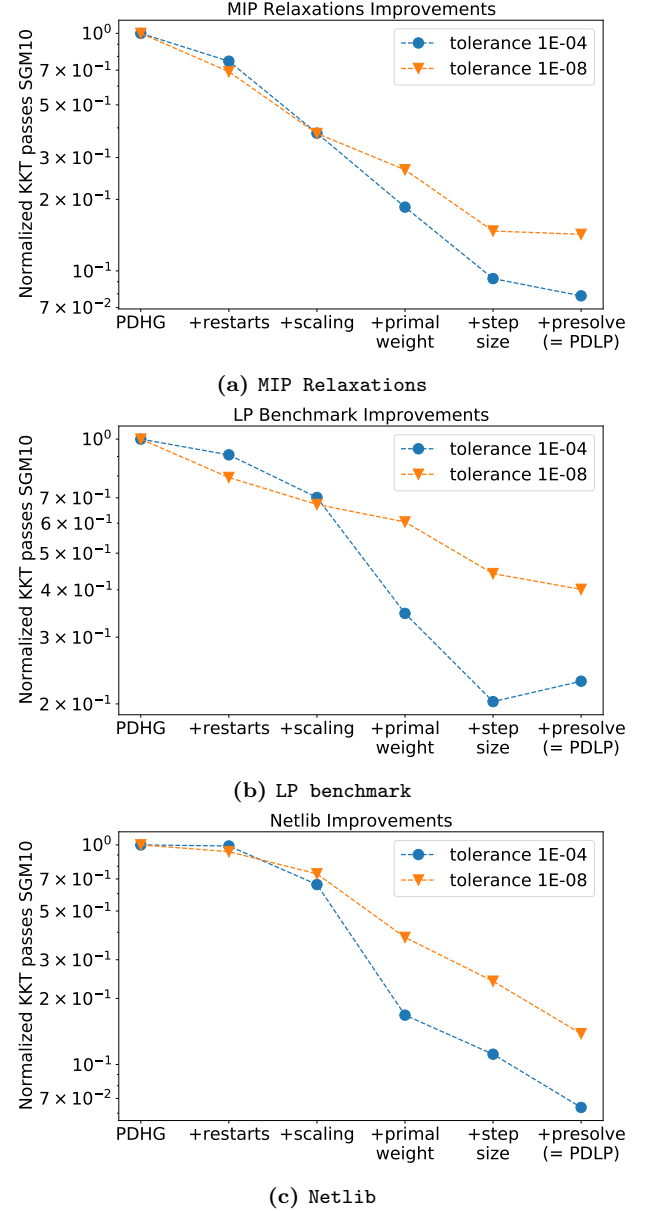 MIP Relaxations Improvements
Normalized KKT passes SGM10
10⁰
7 × 10⁻¹
5 × 10⁻¹
3 × 10⁻¹
2 × 10⁻¹
10⁻¹
7 × 10⁻²
tolerance 1E-04
tolerance 1E-08
PDHG +restarts +scaling +primal weight +step size +presolve (= PDLP)
(a) MIP Relaxations
LP Benchmark Improvements
Normalized KKT passes SGM10
10⁰
7 × 10⁻¹
6 × 10⁻¹
5 × 10⁻¹
4 × 10⁻¹
3 × 10⁻¹
2 × 10⁻¹
tolerance 1E-04
tolerance 1E-08
PDHG +restarts +scaling +primal weight +step size +presolve (= PDLP)
(b) LP benchmark
Netlib Improvements
Normalized KKT passes SGM10
10⁰
7 × 10⁻¹
5 × 10⁻¹
3 × 10⁻¹
2 × 10⁻¹
10⁻¹
7 × 10⁻²
tolerance 1E-04
tolerance 1E-08
PDHG +restarts +scaling +primal weight +step size +presolve (= PDLP)
(c) Netlib